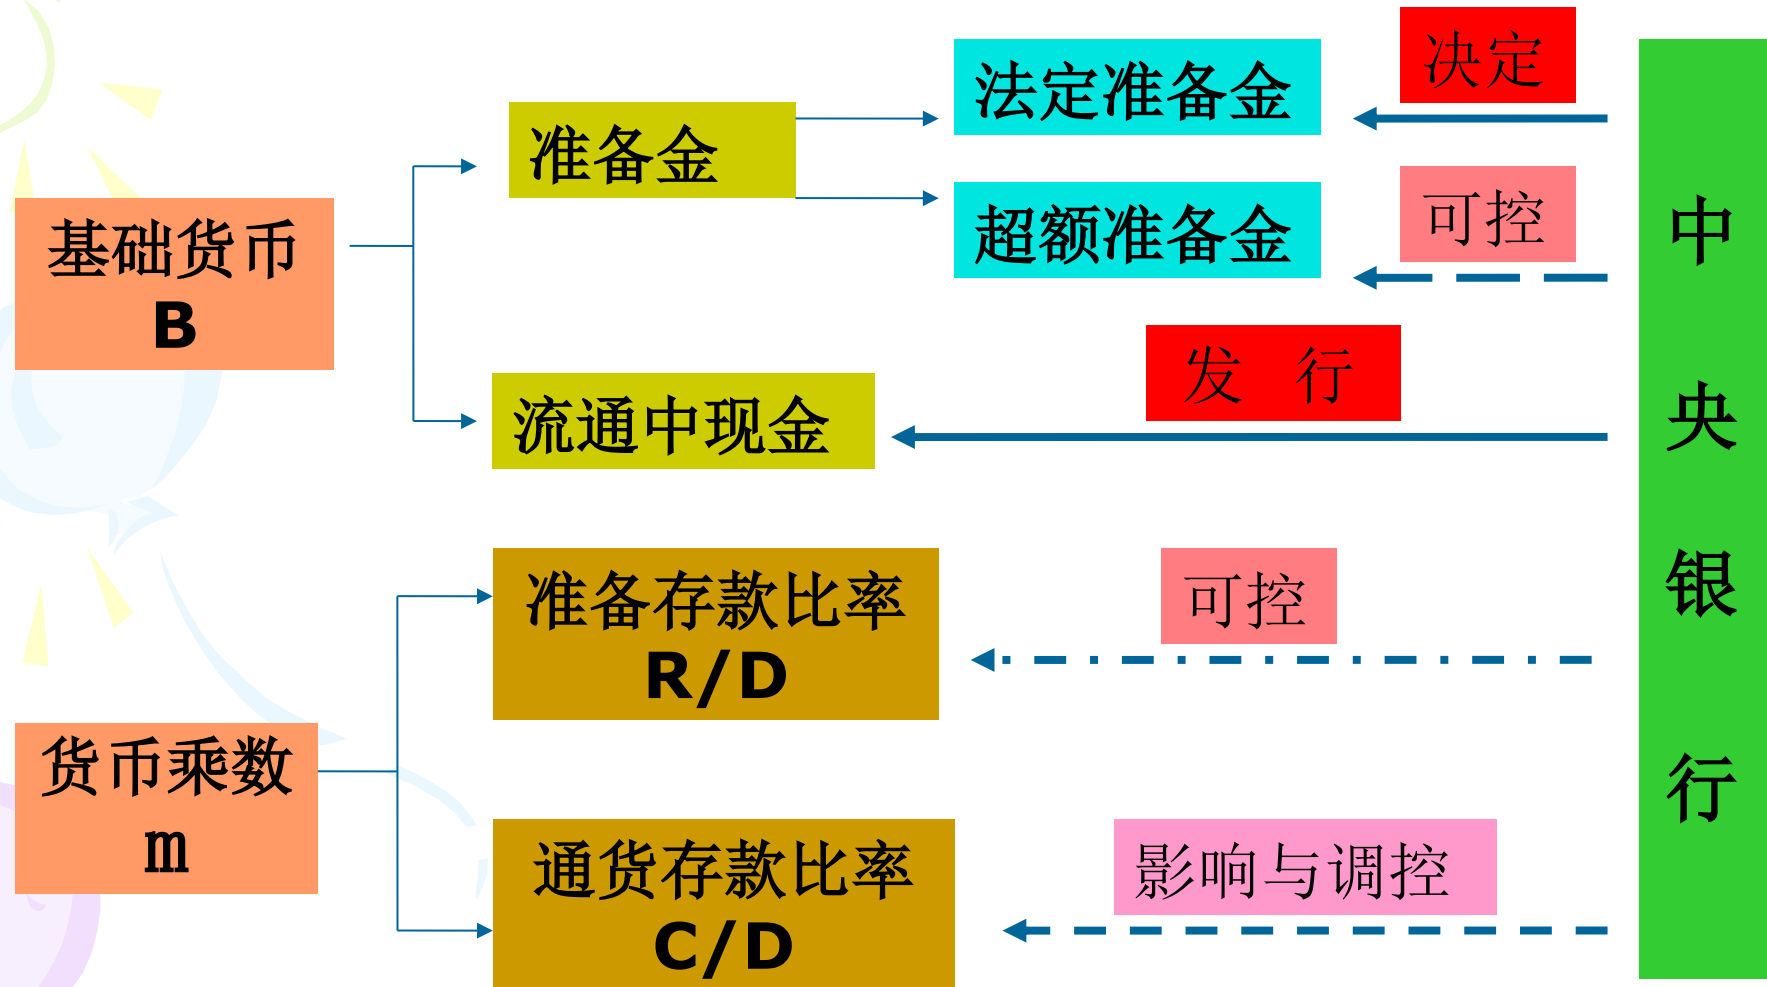 基础货币
B
准备金
法定准备金
超额准备金
流通中现金
决定
可控
发 行
货币乘数
m
准备存款比率
R/D
通货存款比率
C/D
可控
影响与调控
中
央
银
行